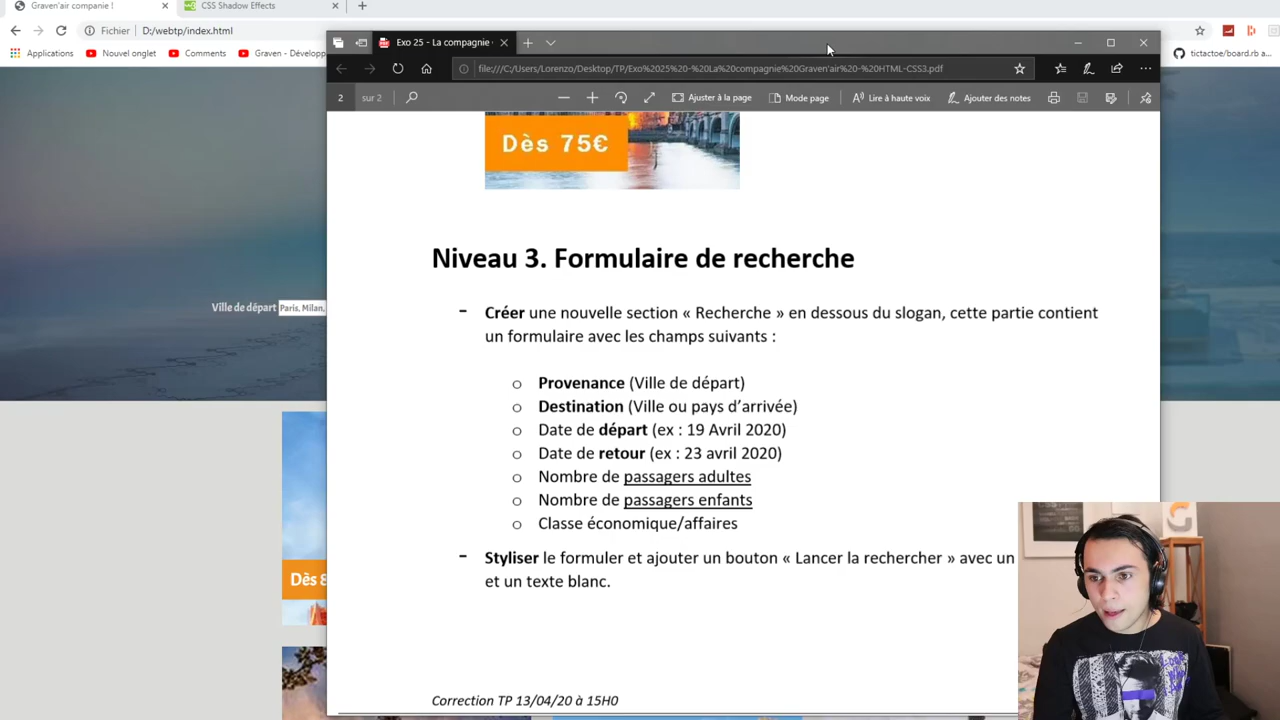 Graven'air companie !
CSS Shadow Effects
Fichier
D:/webtp/index.html
Applications
Nouvel onglet
Comments
Graven - Dévelop
tictactoe/board.rb a
Exo 25 - La compagnie
file:///C:/Users/Lorenzo/Desktop/TP/Exo%2025%20-%20La%20compagnie%20Graven'air%20-%20HTML-CSS3.pdf
2 sur 2
Ajuster à la page
Mode page
Lire à haute voix
Ajouter des notes
Dès 75€
Niveau 3. Formulaire de recherche
- Créer une nouvelle section « Recherche » en dessous du slogan, cette partie contient
un formulaire avec les champs suivants :
o Provenance (Ville de départ)
o Destination (Ville ou pays d'arrivée)
o Date de départ (ex : 19 Avril 2020)
o Date de retour (ex : 23 avril 2020)
o Nombre de passagers adultes
o Nombre de passagers enfants
o Classe économique/affaires
- Styliser le formuler et ajouter un bouton « Lancer la rechercher » avec un
et un texte blanc.
Correction TP 13/04/20 à 15H0
Ville de départ Paris, Milan,
Dès 8